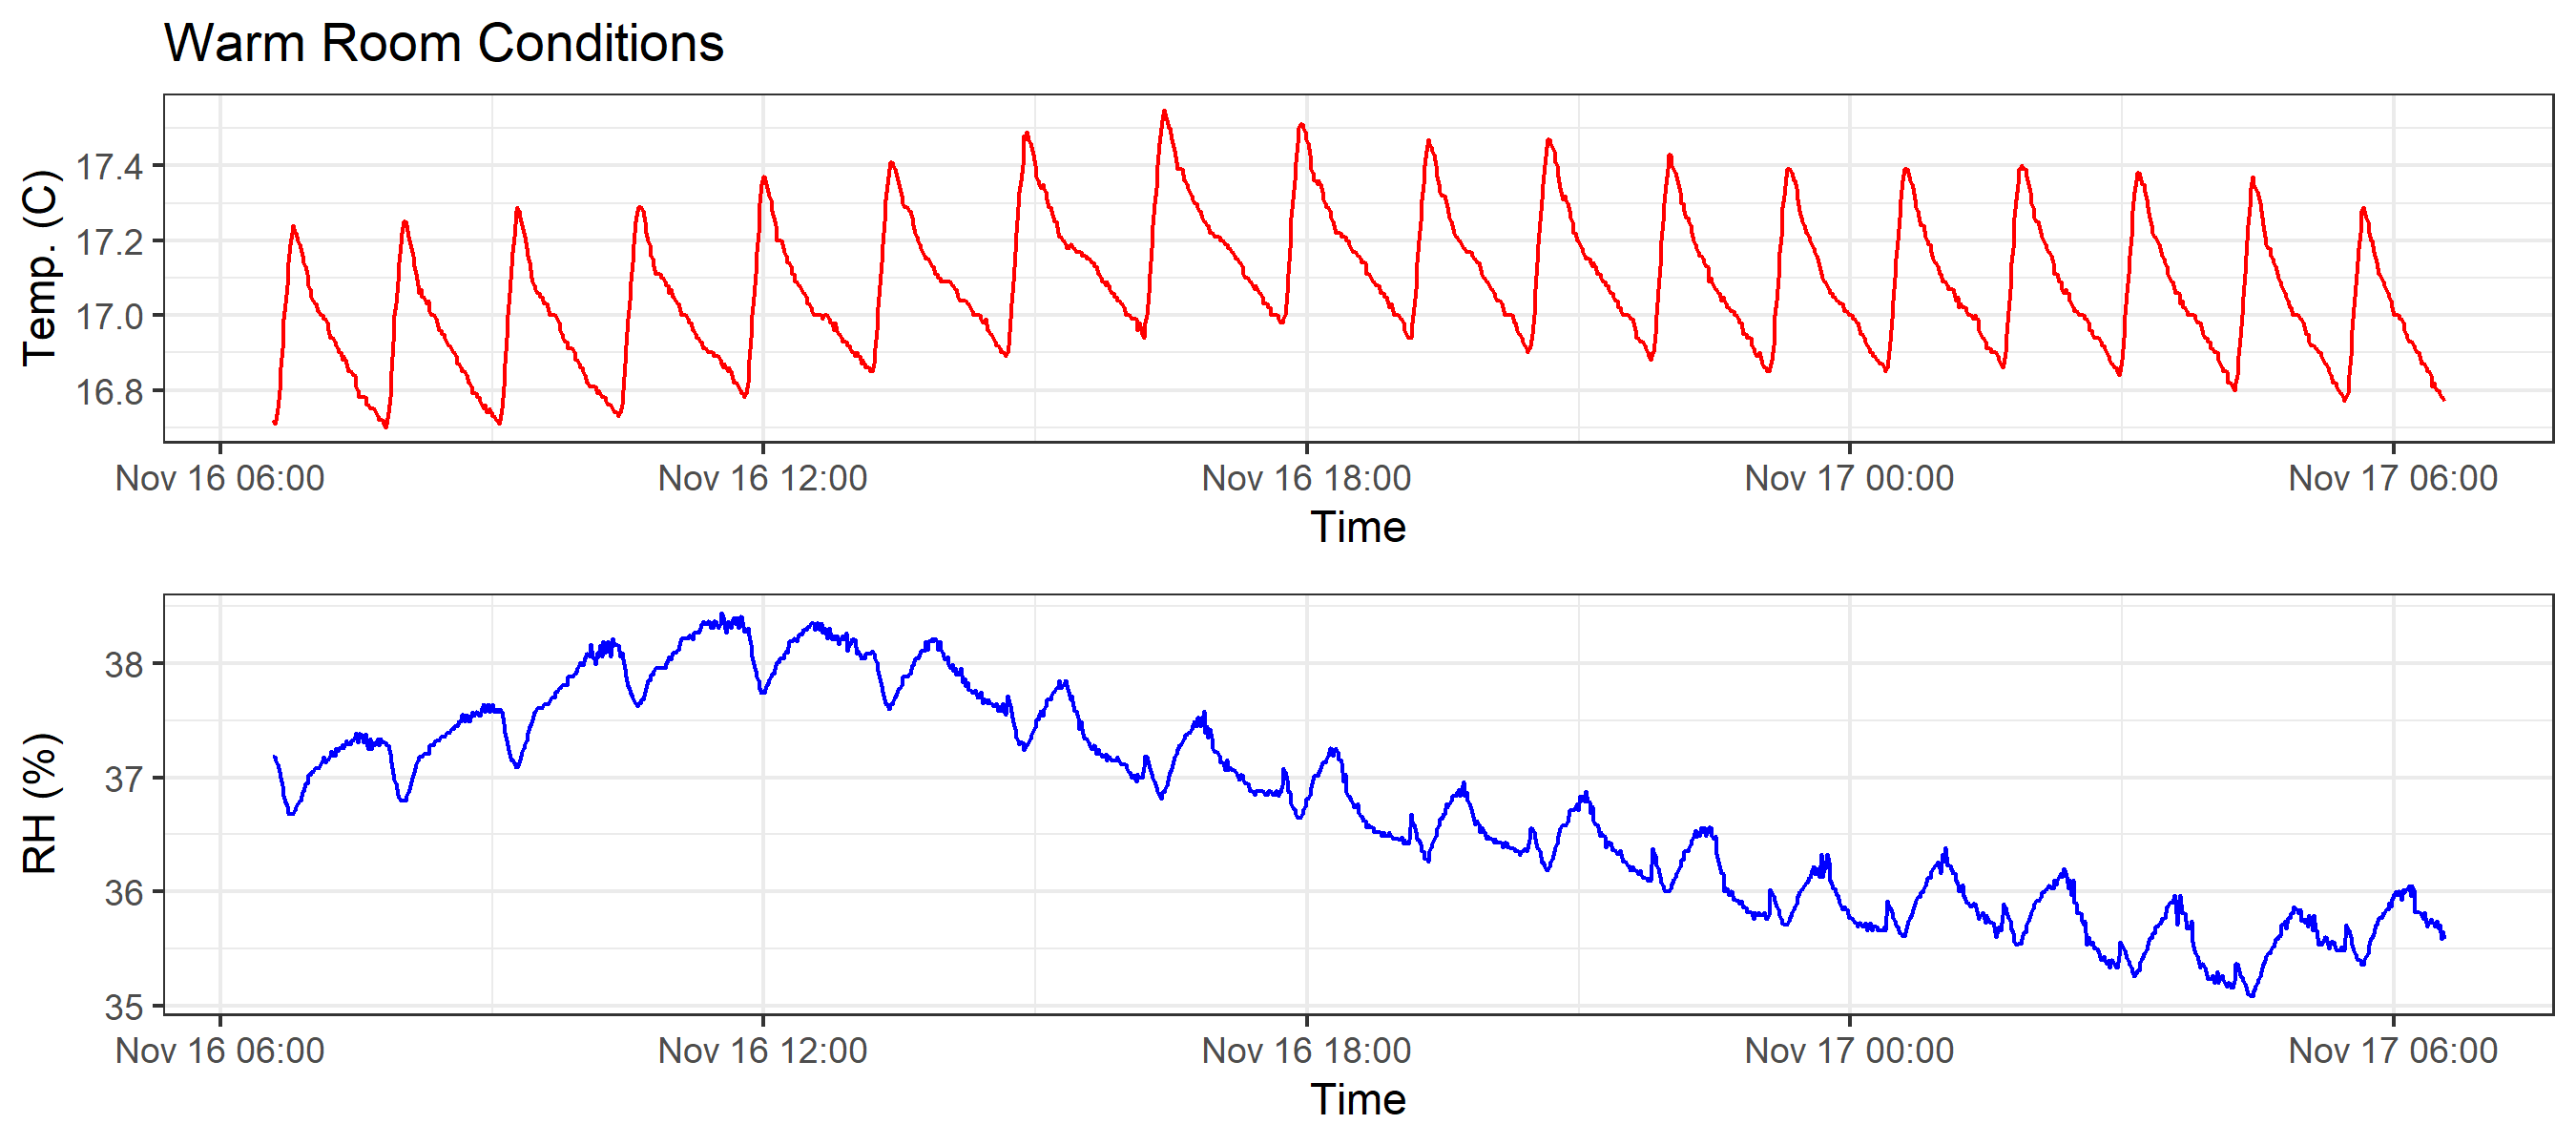 Warm Room Conditions
Temp. (C)
17.4
17.2
17.0
16.8
Nov 16 06:00 Nov 16 12:00 Nov 16 18:00 Nov 17 00:00 Nov 17 06:00
Time
RH (%)
38
37
36
35
Nov 16 06:00 Nov 16 12:00 Nov 16 18:00 Nov 17 00:00 Nov 17 06:00
Time